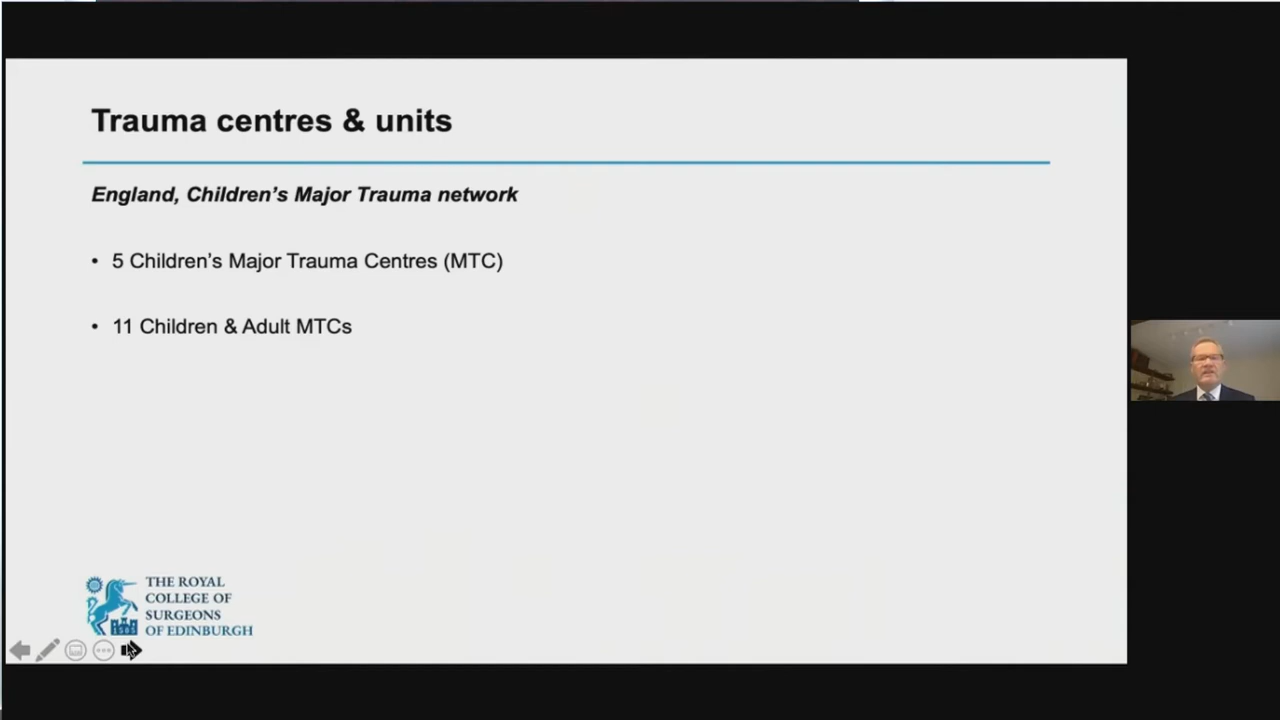 Trauma centres & units
England, Children's Major Trauma network
• 5 Children's Major Trauma Centres (MTC)
• 11 Children & Adult MTCs
THE ROYAL
COLLEGE OF
SURGEONS
OF EDINBURGH